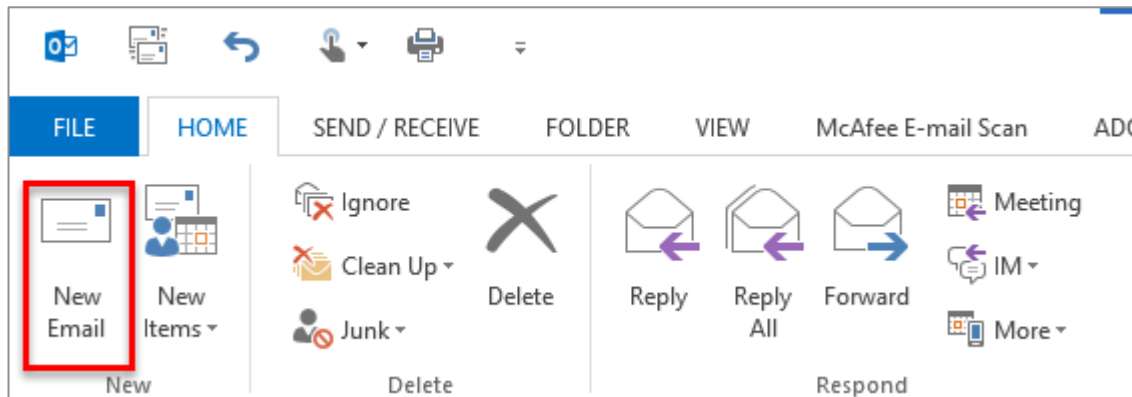 FILE HOME SEND / RECEIVE FOLDER VIEW McAfee E-mail Scan
Ignore
Meeting
Clean Up
IM
New
Email
New
Items
Delete
Reply
Reply
All
Forward
Junk
More
New
Delete
Respond